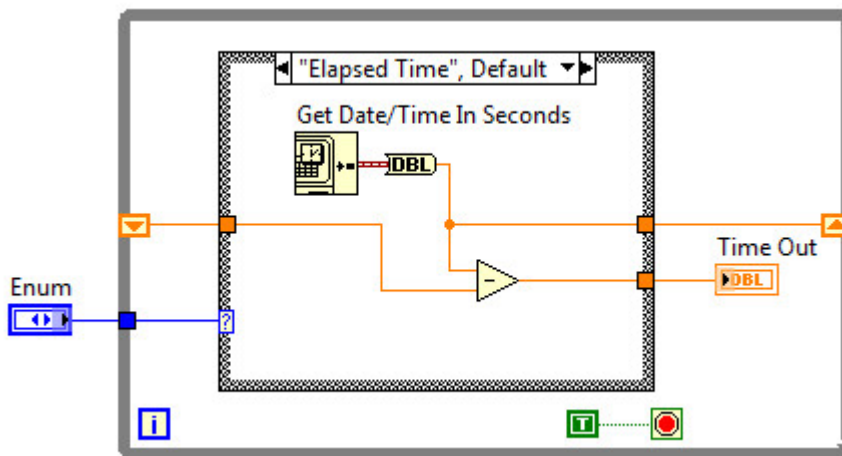 "Elapsed Time", Default
Get Date/Time In Seconds
DBL
Time Out
DBL
Enum
?
i
T